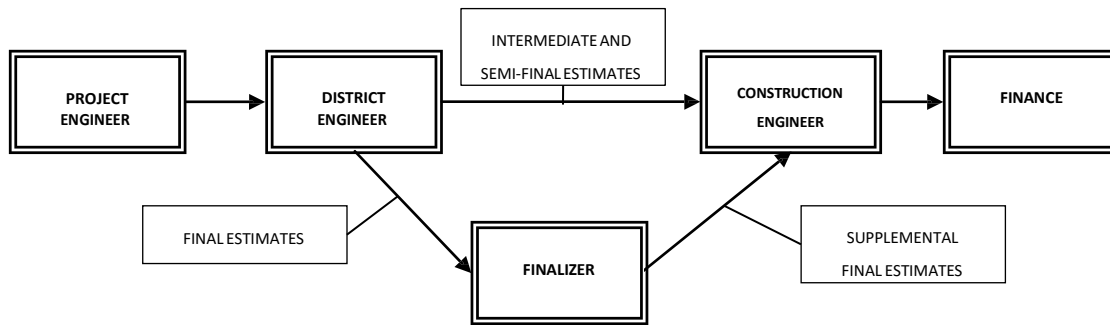 INTERMEDIATE AND
SEMI-FINAL ESTIMATES
PROJECT
ENGINEER
DISTRICT
ENGINEER
CONSTRUCTION
ENGINEER
FINANCE
FINAL ESTIMATES
FINALIZER
SUPPLEMENTAL
FINAL ESTIMATES